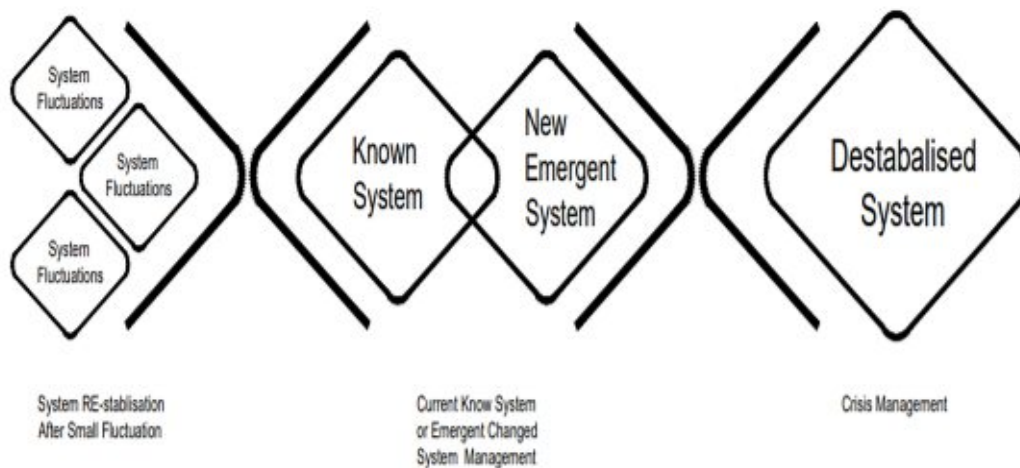 System
Fluctuations
System
Fluctuations
System
Fluctuations
Known
System
New
Emergent
System
Destabalised
System
System RE-stablisation
After Small Fluctuation
Current Know System
or Emergent Changed
System Management
Crisis Management